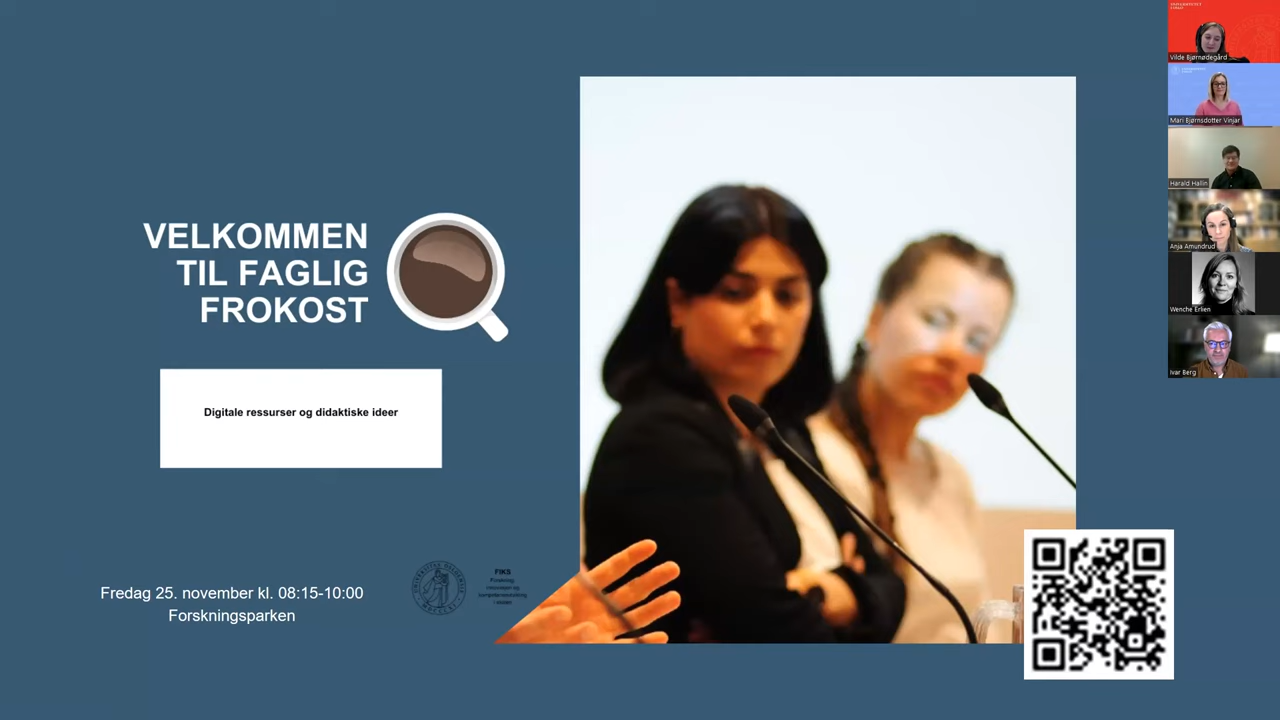 VELKOMMEN
TIL FAGLIG
FROKOST
Digitale ressurser og didaktiske ideer
Fredag 25. november kl. 08:15-10:00
Forskningsparken
FIKS
Vilde Bjørnødegård
Mari Bjørnsdotter Vinjar
Harald Hallin
Anja Amundrud
Wenche Erlien
Ivar Berg